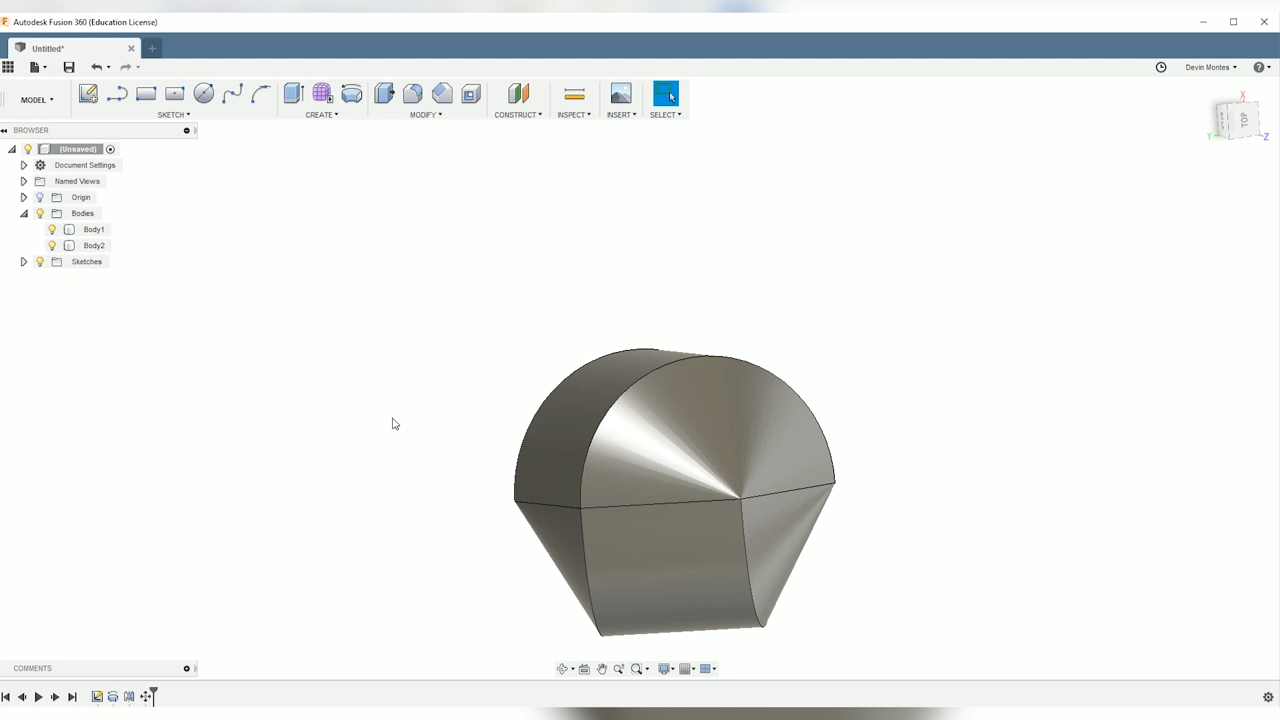 Autodesk Fusion 360 (Education License)
Untitled*
Devin Montes
MODEL
SKETCH
CREATE
MODIFY
CONSTRUCT
INSPECT
INSERT
SELECT
X
TOP
Y
Z
BROWSER
(Unsaved)
Document Settings
Named Views
Origin
Bodies
Body1
Body2
Sketches
COMMENTS